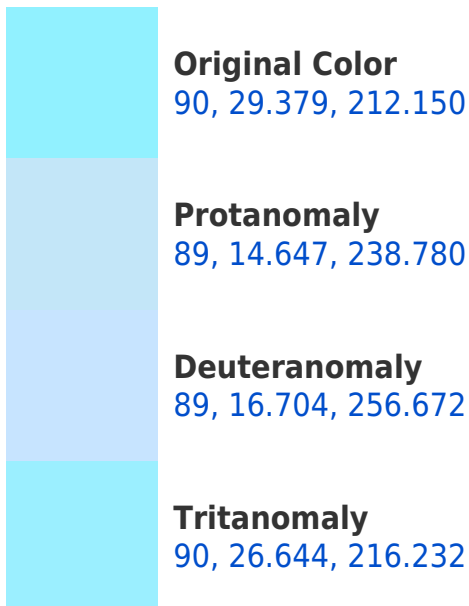 Original Color
90, 29.379, 212.150
Protanomaly
89, 14.647, 238.780
Deuteranomaly
89, 16.704, 256.672
Tritanomaly
90, 26.644, 216.232